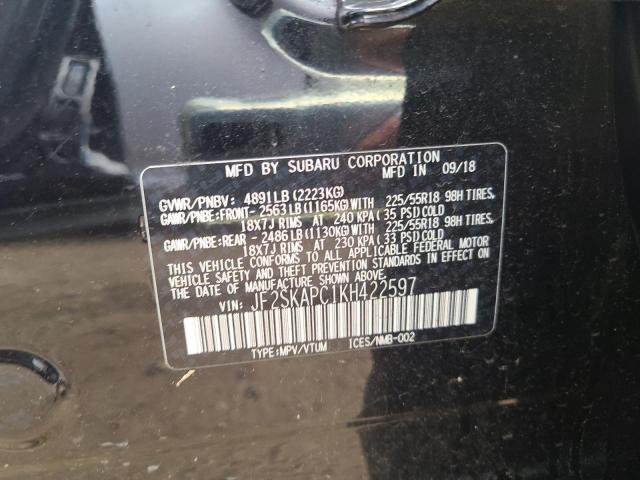 MFD BY SUBARU CORPORATION
MFD IN 09/18
GVWR/PNBV: 4891LB(2223KG)
GAWR/PNBE:FRONT-2563LB(1165KG)WITH 225/55R18 98H TIRES,
18X7J RIMS AT 240 KPA(35 PSI)COLD
GAWR/PNBE:REAR -2486LB(1130KG)WITH 225/55R18 98H TIRES,
18X7J RIMS AT 230 KPA(33 PSI)COLD
THIS VEHICLE CONFORMS TO ALL APPLICABLE FEDERAL MOTOR
VEHICLE SAFETY AND THEFT PREVENTION STANDARDS IN EFFECT ON
THE DATE OF MANUFACTURE SHOWN ABOVE.
VIN: JF2SKAPC1KH422597
TYPE:MPV/VTUM ICES/NMB-002